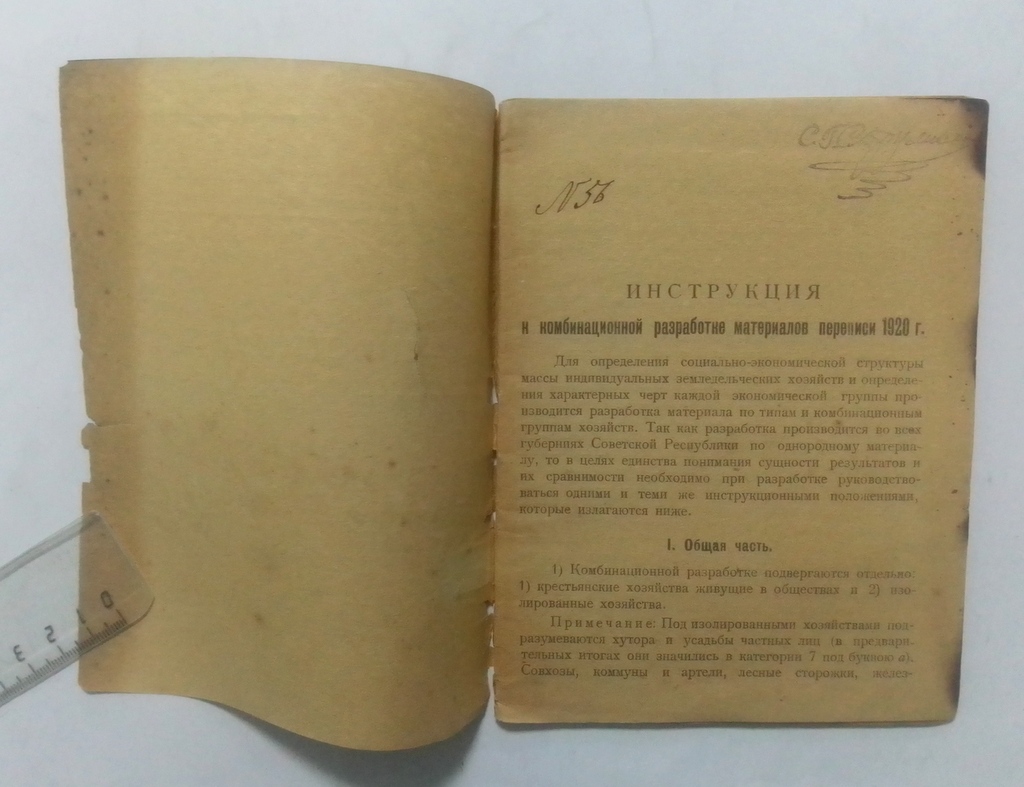 № 56
ИНСТРУКЦИЯ
к комбинационной разработке материалов переписи 1920 г.
Для определения социально-экономической структуры
массы индивидуальных земледельческих хозяйств и определе-
ния характерных черт каждой экономической группы про-
изводится разработка материала по типам и комбинационным
группам хозяйств. Так как разработка производится во всех
губерниях Советской Республики по однородному материа-
лу, то в целях единства понимания сущности результатов и
их сравнимости необходимо при разработке руководство-
ваться одними и теми же инструкционными положениями,
которые излагаются ниже.
I. Общая часть.
1) Комбинационной разработке подвергаются отдельно:
1) крестьянские хозяйства живущие в обществах и 2) изо-
лированные хозяйства.
Примечание: Под изолированными хозяйствами под-
разумеваются хутора и усадьбы частных лиц (в предвари-
тельных итогах они значились в категории 7 под буквою а).
Совхозы, коммуны и артели, лесные сторожки, желез-
0 1 2 3